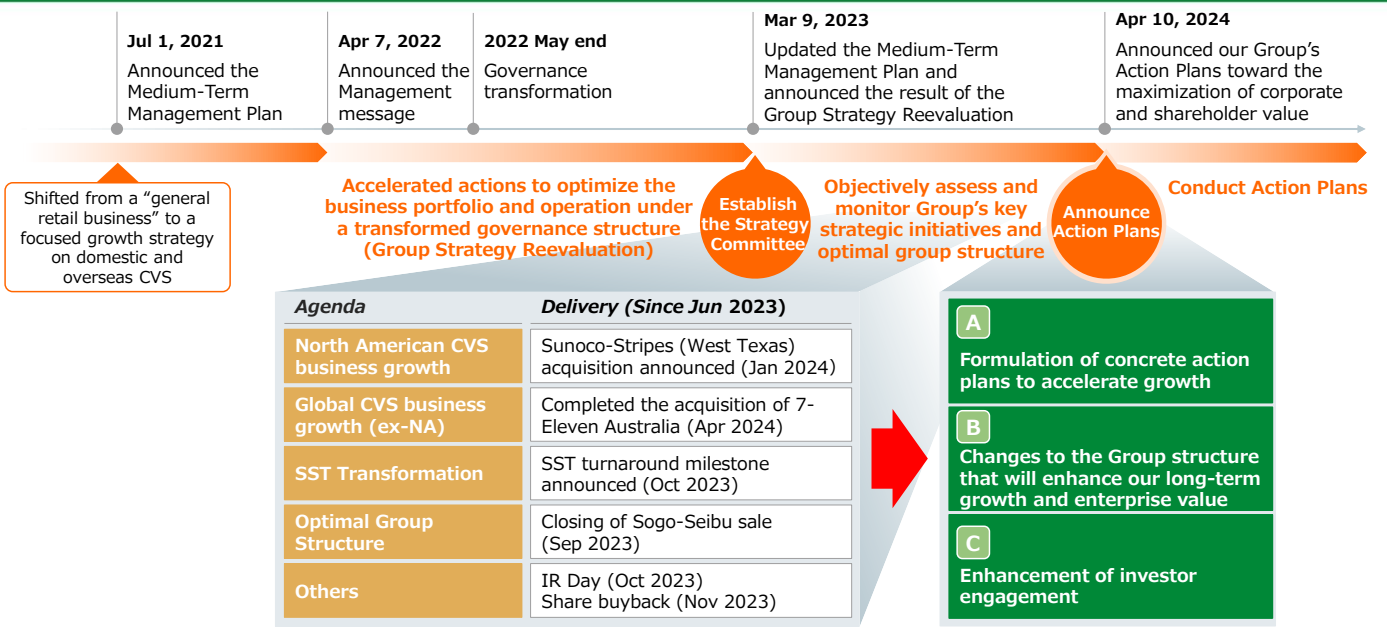 Jul 1, 2021
Announced the
Medium-Term
Management Plan
Apr 7, 2022
Announced the
Management
message
2022 May end
Governance
transformation
Mar 9, 2023
Updated the Medium-Term
Management Plan and
announced the result of the
Group Strategy Reevaluation
Apr 10, 2024
Announced our Group's
Action Plans toward the
maximization of corporate
and shareholder value
Shifted from a "general
retail business" to a
focused growth strategy
on domestic and
overseas CVS
Accelerated actions to optimize the
business portfolio and operation under
a transformed governance structure
(Group Strategy Reevaluation)
Establish
the Strategy
Committee
Objectively assess and
monitor Group's key
strategic initiatives and
optimal group structure
Announce
Action Plans
Conduct Action Plans
Agenda
Delivery (Since Jun 2023)
North American CVS
business growth
Sunoco-Stripes (West Texas)
acquisition announced (Jan 2024)
Global CVS business
growth (ex-NA)
Completed the acquisition of 7-
Eleven Australia (Apr 2024)
SST Transformation
SST turnaround milestone
announced (Oct 2023)
Optimal Group
Structure
Closing of Sogo-Seibu sale
(Sep 2023)
Others
IR Day (Oct 2023)
Share buyback (Nov 2023)
A
Formulation of concrete action
plans to accelerate growth
B
Changes to the Group structure
that will enhance our long-term
growth and enterprise value
C
Enhancement of investor
engagement